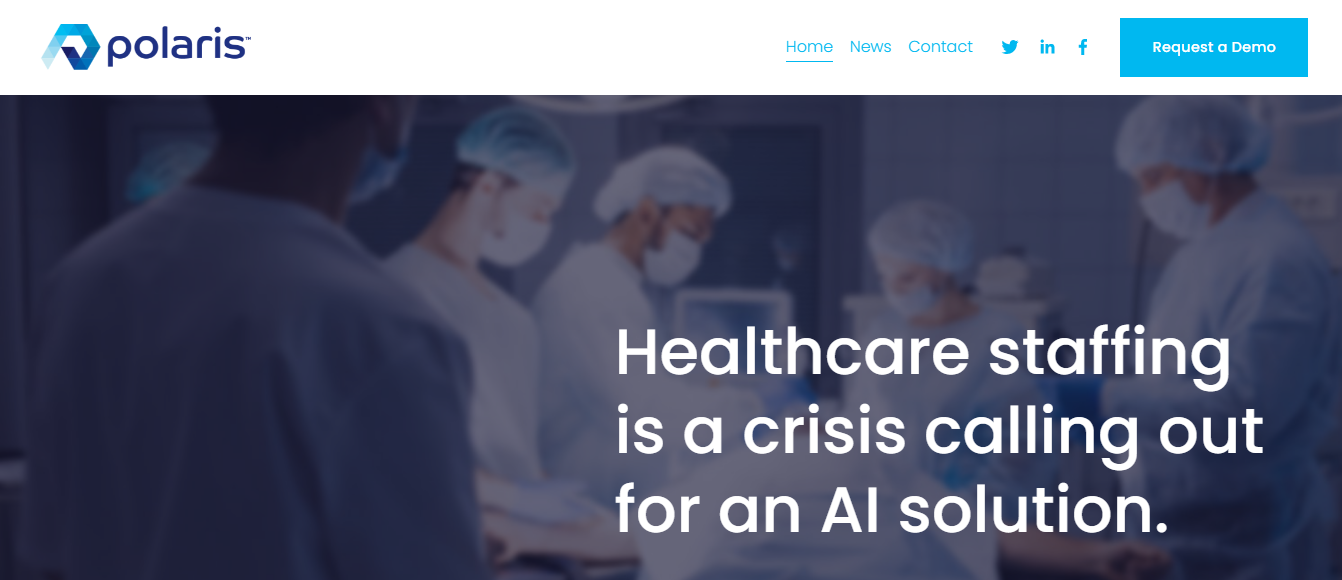 polaris™
Home News Contact
Request a Demo
Healthcare staffing
is a crisis calling out
for an AI solution.